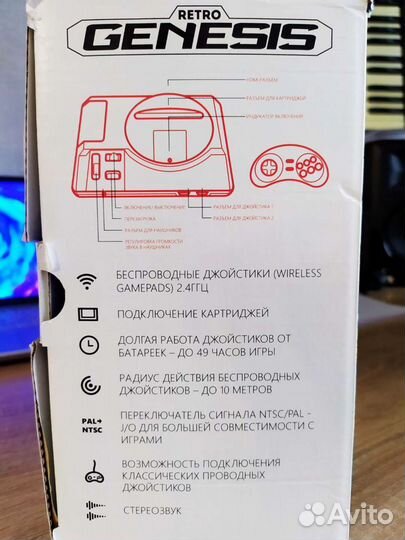 RETRO
GENESIS
HDMI РАЗЪЕМ
РАЗЪЕМ ДЛЯ КАРТРИДЖЕЙ
ИНДИКАТОР ВКЛЮЧЕНИЯ
ВКЛЮЧЕНИЕ/ВЫКЛЮЧЕНИЕ
РАЗЪЕМ ДЛЯ ДЖОЙСТИКА 1
ПЕРЕЗАГРУЗКА
РАЗЪЕМ ДЛЯ ДЖОЙСТИКА 2
РАЗЪЕМ ДЛЯ НАУШНИКОВ
РЕГУЛИРОВКА ГРОМКОСТИ
ЗВУКА В НАУШНИКАХ
БЕСПРОВОДНЫЕ ДЖОЙСТИКИ (WIRELESS
GAMEPADS) 2.4ГГЦ
ПОДКЛЮЧЕНИЕ КАРТРИДЖЕЙ
ДОЛГАЯ РАБОТА ДЖОЙСТИКОВ ОТ
БАТАРЕЕК – ДО 49 ЧАСОВ ИГРЫ
РАДИУС ДЕЙСТВИЯ БЕСПРОВОДНЫХ
ДЖОЙСТИКОВ – ДО 10 МЕТРОВ
PAL→
NTSC
ПЕРЕКЛЮЧАТЕЛЬ СИГНАЛА NTSC/PAL -
J/O ДЛЯ БОЛЬШЕЙ СОВМЕСТИМОСТИ С
ИГРАМИ
ВОЗМОЖНОСТЬ ПОДКЛЮЧЕНИЯ
КЛАССИЧЕСКИХ ПРОВОДНЫХ
ДЖОЙСТИКОВ
СТЕРЕОЗВУК
Avito